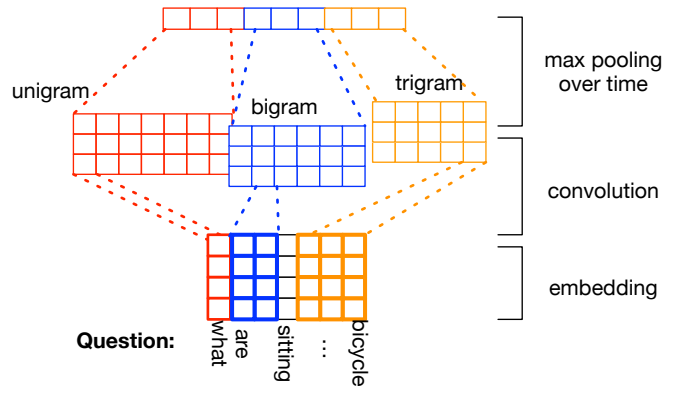 max pooling
over time
unigram
bigram
trigram
convolution
embedding
Question:
what
are
sitting
...
bicycle